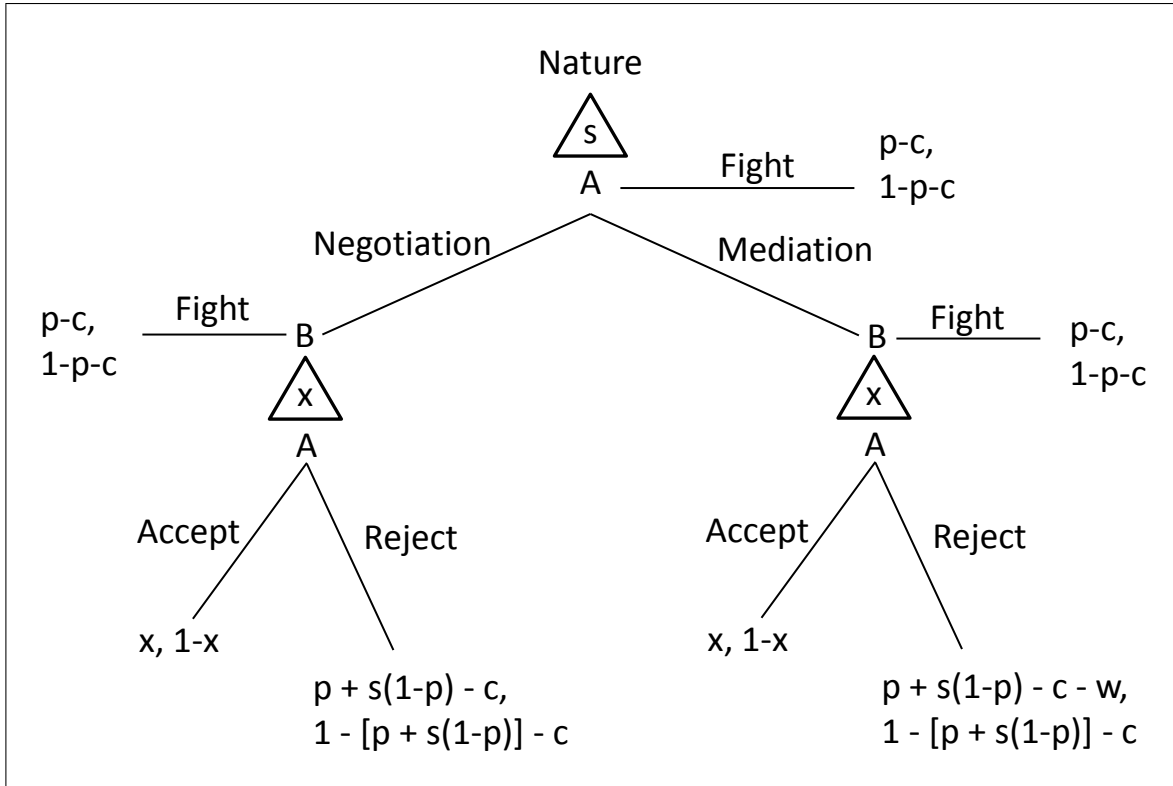 Nature
s
p-c,
1-p-c
Fight
A
Negotiation
Mediation
p-c,
1-p-c
Fight
B
B
Fight
p-c,
1-p-c
x
x
A
A
Accept
Reject
Accept
Reject
x, 1-x
x, 1-x
p + s(1-p) - c,
1 - [p + s(1-p)] - c
p + s(1-p) - c - w,
1 - [p + s(1-p)] - c